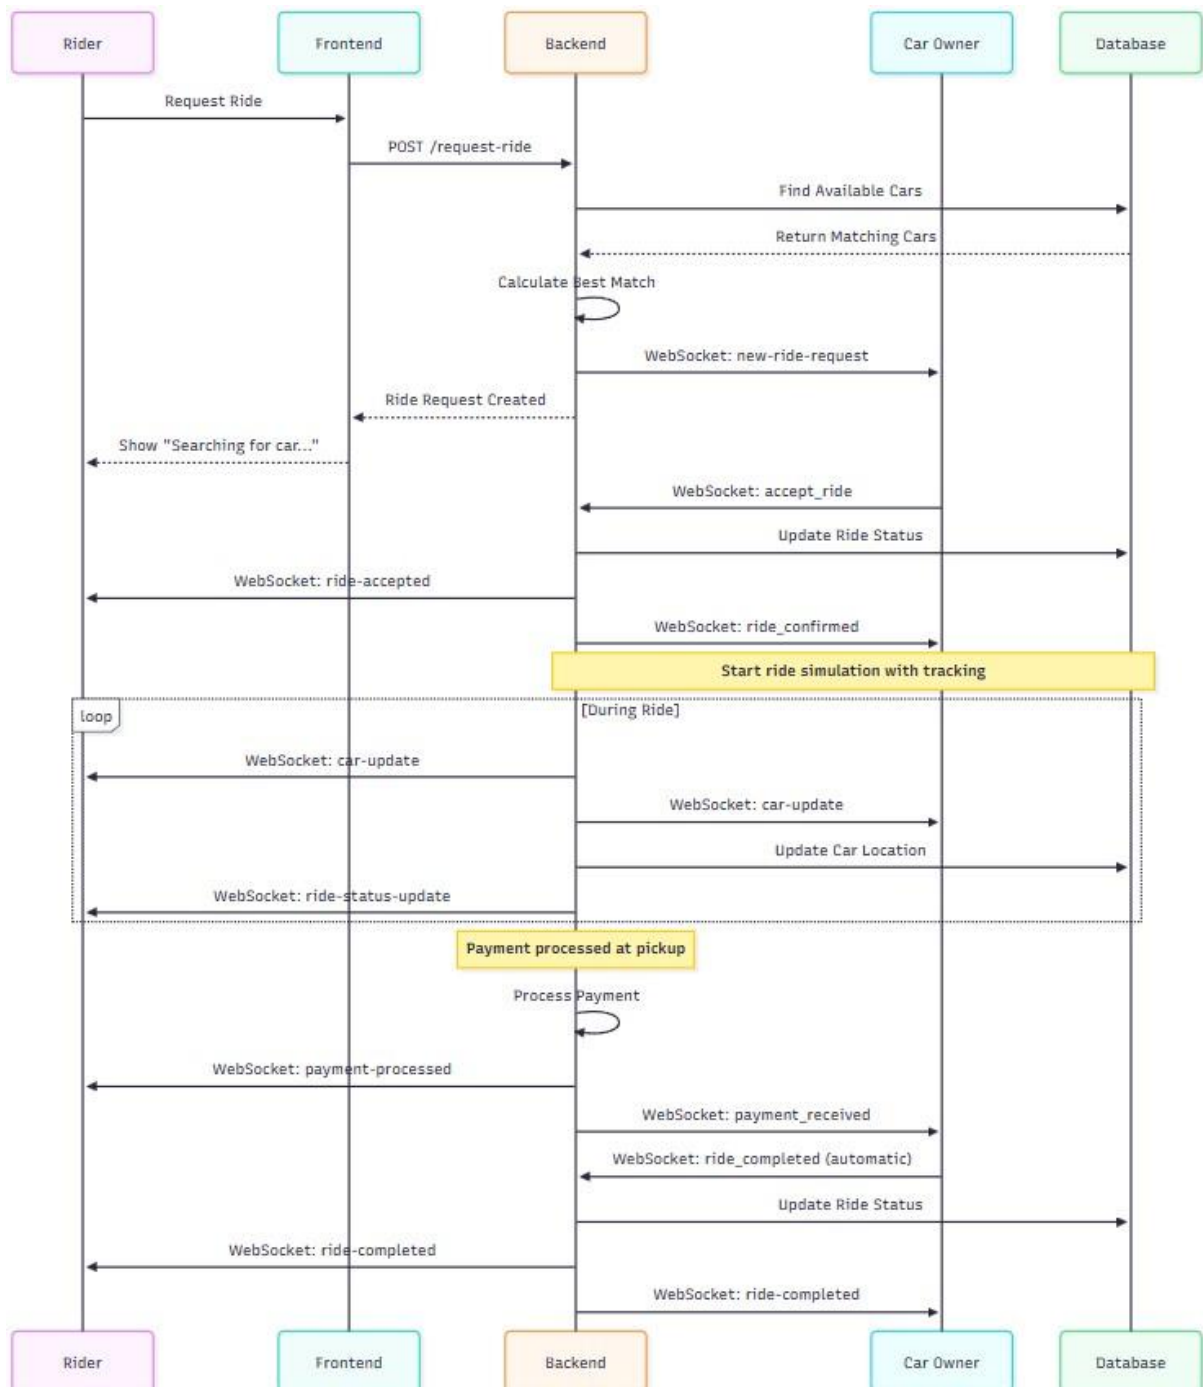 Rider
Frontend
Backend
Car Owner
Database
Request Ride
POST /request-ride
Find Available Cars
Return Matching Cars
Calculate Best Match
WebSocket: new-ride-request
Ride Request Created
Show "Searching for car..."
WebSocket: accept_ride
Update Ride Status
WebSocket: ride-accepted
WebSocket: ride_confirmed
Start ride simulation with tracking
loop
[During Ride]
WebSocket: car-update
WebSocket: car-update
Update Car Location
WebSocket: ride-status-update
Payment processed at pickup
Process Payment
WebSocket: payment-processed
WebSocket: payment_received
WebSocket: ride_completed (automatic)
Update Ride Status
WebSocket: ride-completed
WebSocket: ride-completed
Rider
Frontend
Backend
Car Owner
Database